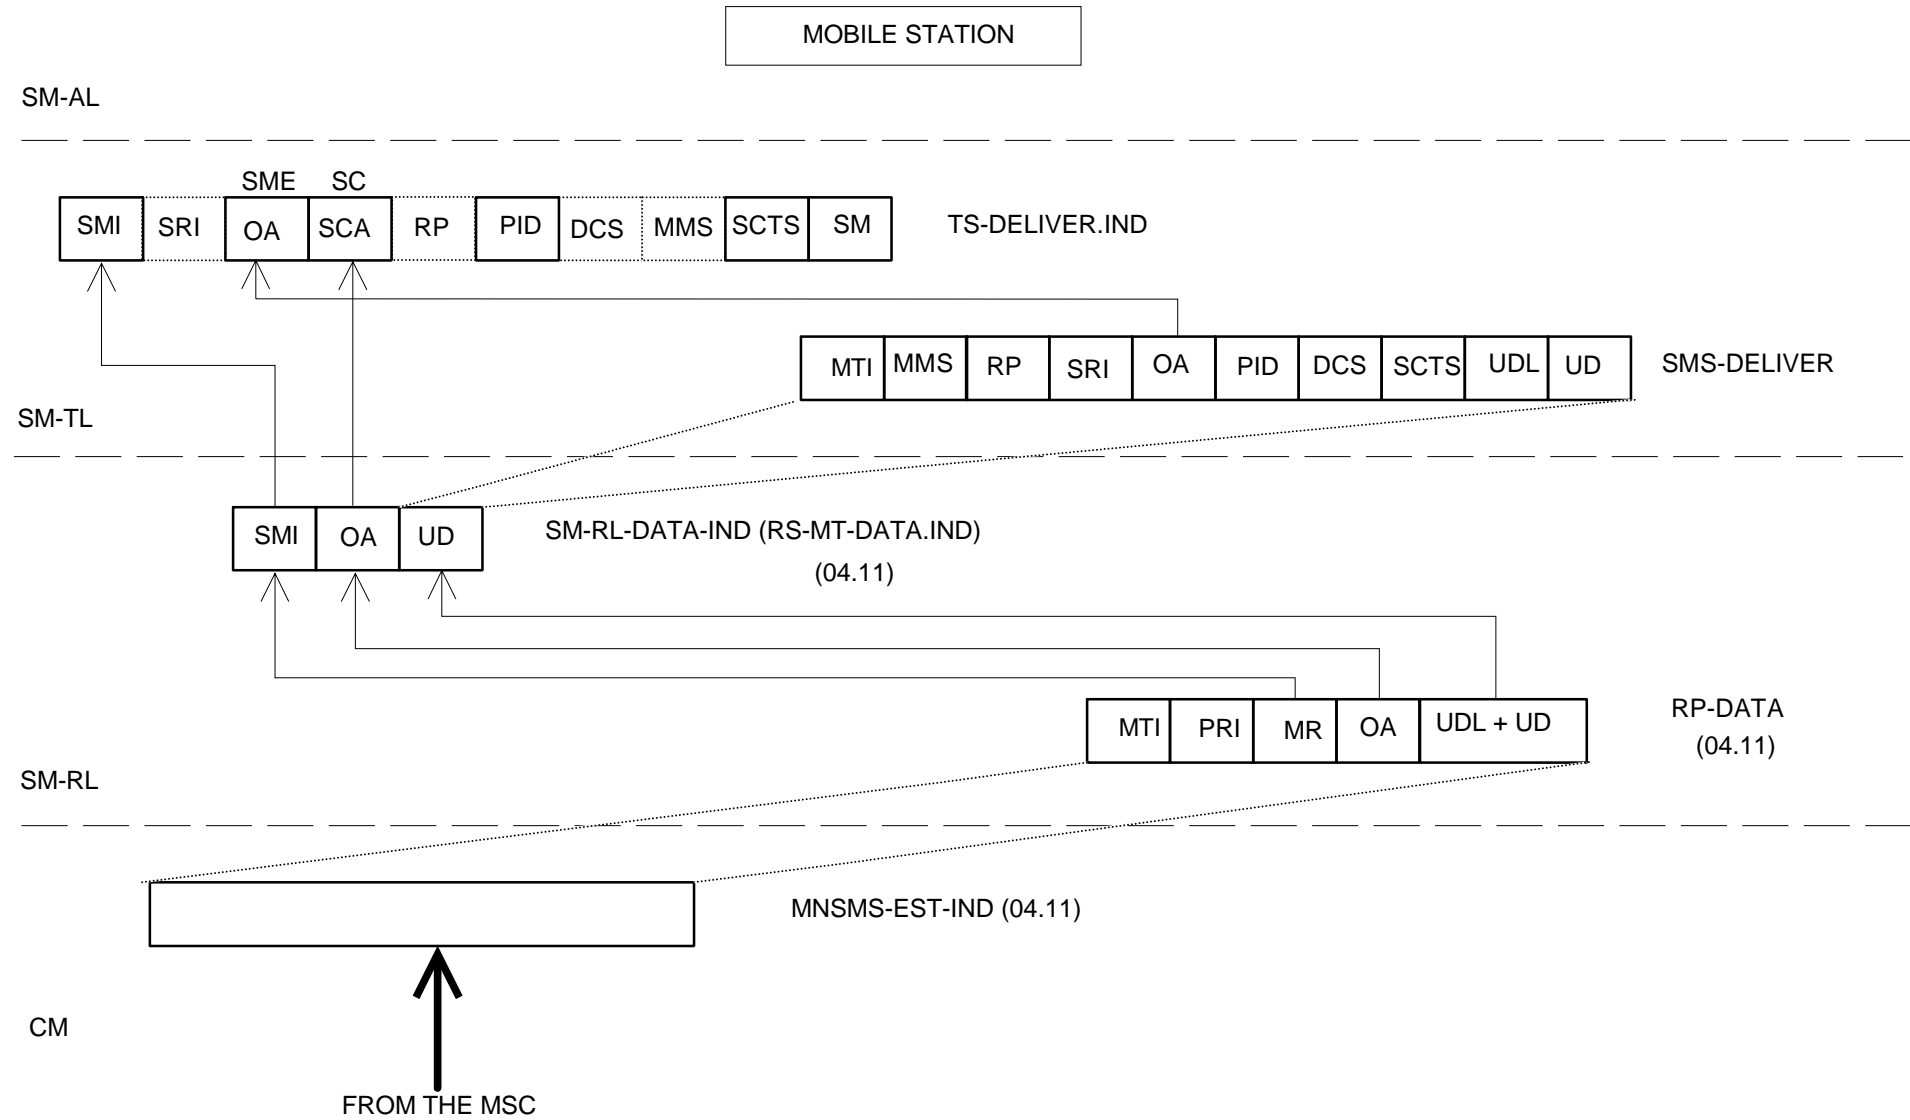 MOBILE STATION
SM-AL
SME SC
SMI SRI OA SCA RP PID DCS MMS SCTS SM TS-DELIVER.IND
MTI MMS RP SRI OA PID DCS SCTS UDL UD SMS-DELIVER
SM-TL
SMI OA UD SM-RL-DATA-IND (RS-MT-DATA.IND)
(04.11)
MTI PRI MR OA UDL + UD RP-DATA
(04.11)
SM-RL
MNSMS-EST-IND (04.11)
CM
FROM THE MSC